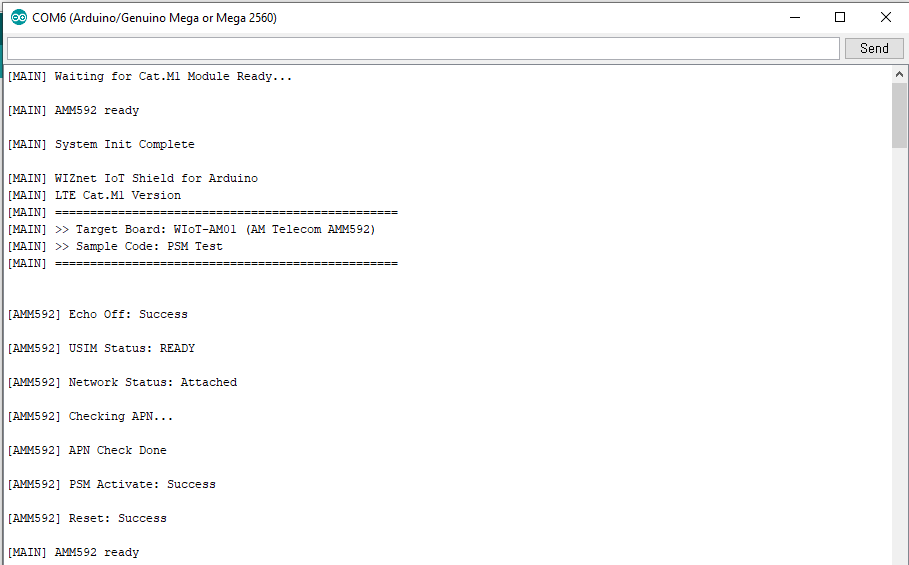 COM6 (Arduino/Genuino Mega or Mega 2560)
Send
[MAIN] Waiting for Cat.M1 Module Ready...
[MAIN] AMM592 ready
[MAIN] System Init Complete
[MAIN] WIZnet IoT Shield for Arduino
[MAIN] LTE Cat.M1 Version
[MAIN] =================================================
[MAIN] >> Target Board: WIoT-AM01 (AM Telecom AMM592)
[MAIN] >> Sample Code: PSM Test
[MAIN] =================================================
[AMM592] Echo Off: Success
[AMM592] USIM Status: READY
[AMM592] Network Status: Attached
[AMM592] Checking APN...
[AMM592] APN Check Done
[AMM592] PSM Activate: Success
[AMM592] Reset: Success
[MAIN] AMM592 ready